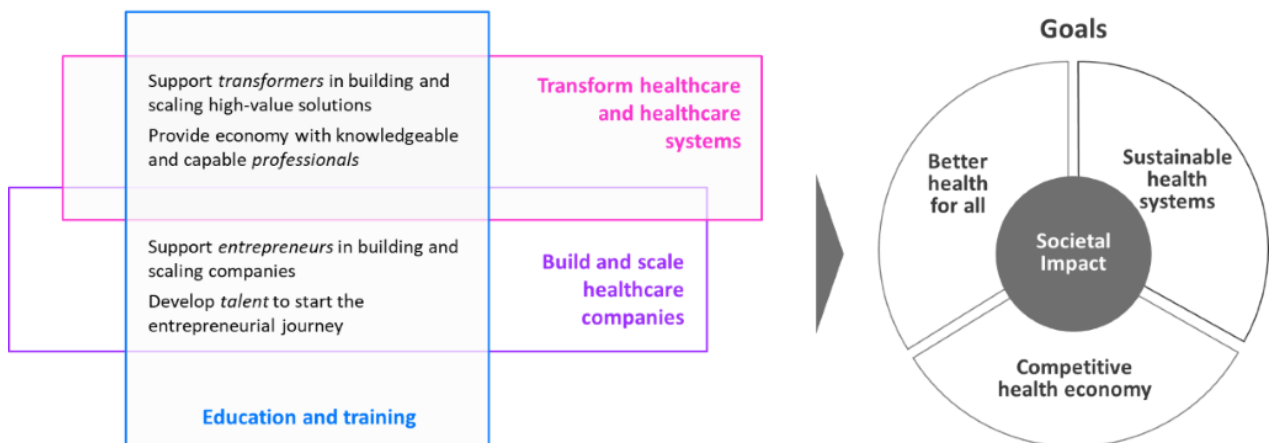 Support transformers in building and
scaling high-value solutions
Provide economy with knowledgeable
and capable professionals
Transform healthcare
and healthcare
systems
Support entrepreneurs in building and
scaling companies
Develop talent to start the
entrepreneurial journey
Build and scale
healthcare
companies
Education and training
Goals
Better
health
for all
Sustainable
health
systems
Societal
Impact
Competitive
health economy